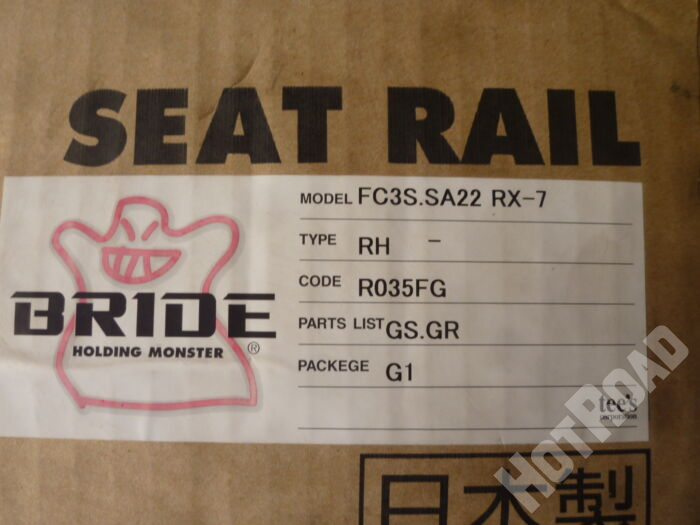 SEAT RAIL
MODEL FC3S.SA22 RX-7
TYPE RH -
CODE R035FG
PARTS LIST GS.GR
PACKEGE G1
BRIDE
HOLDING MONSTER ®
tee's
corporation
HOTROAD
日本製